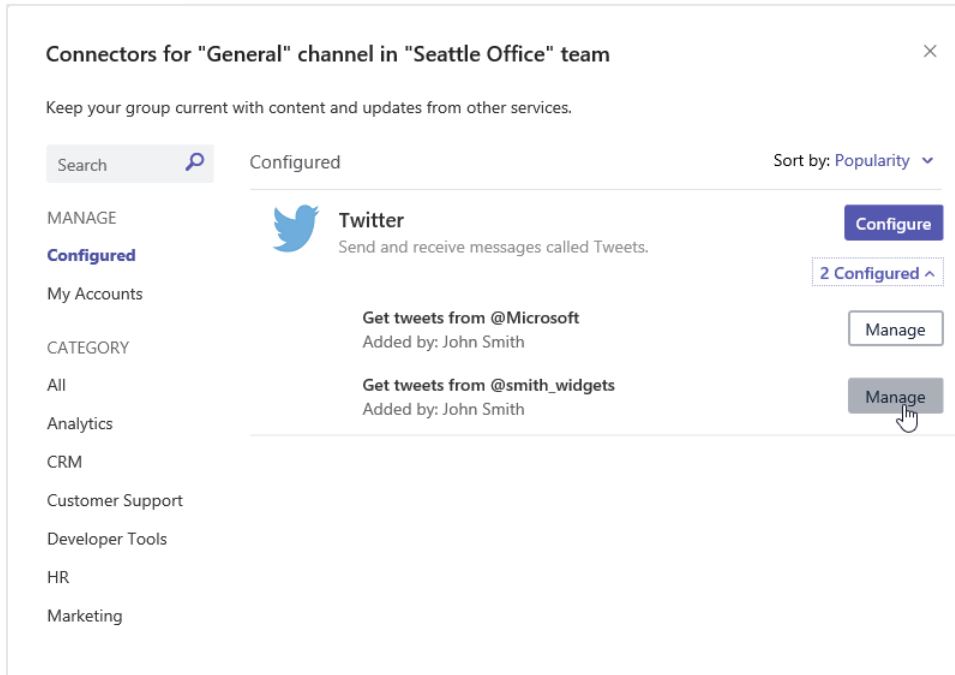 Connectors for "General" channel in "Seattle Office" team
Keep your group current with content and updates from other services.
Search
Configured
Sort by: Popularity
MANAGE
Configured
My Accounts
CATEGORY
All
Analytics
CRM
Customer Support
Developer Tools
HR
Marketing
Twitter
Send and receive messages called Tweets.
Configure
2 Configured
Get tweets from @Microsoft
Added by: John Smith
Manage
Get tweets from @smith_widgets
Added by: John Smith
Manage